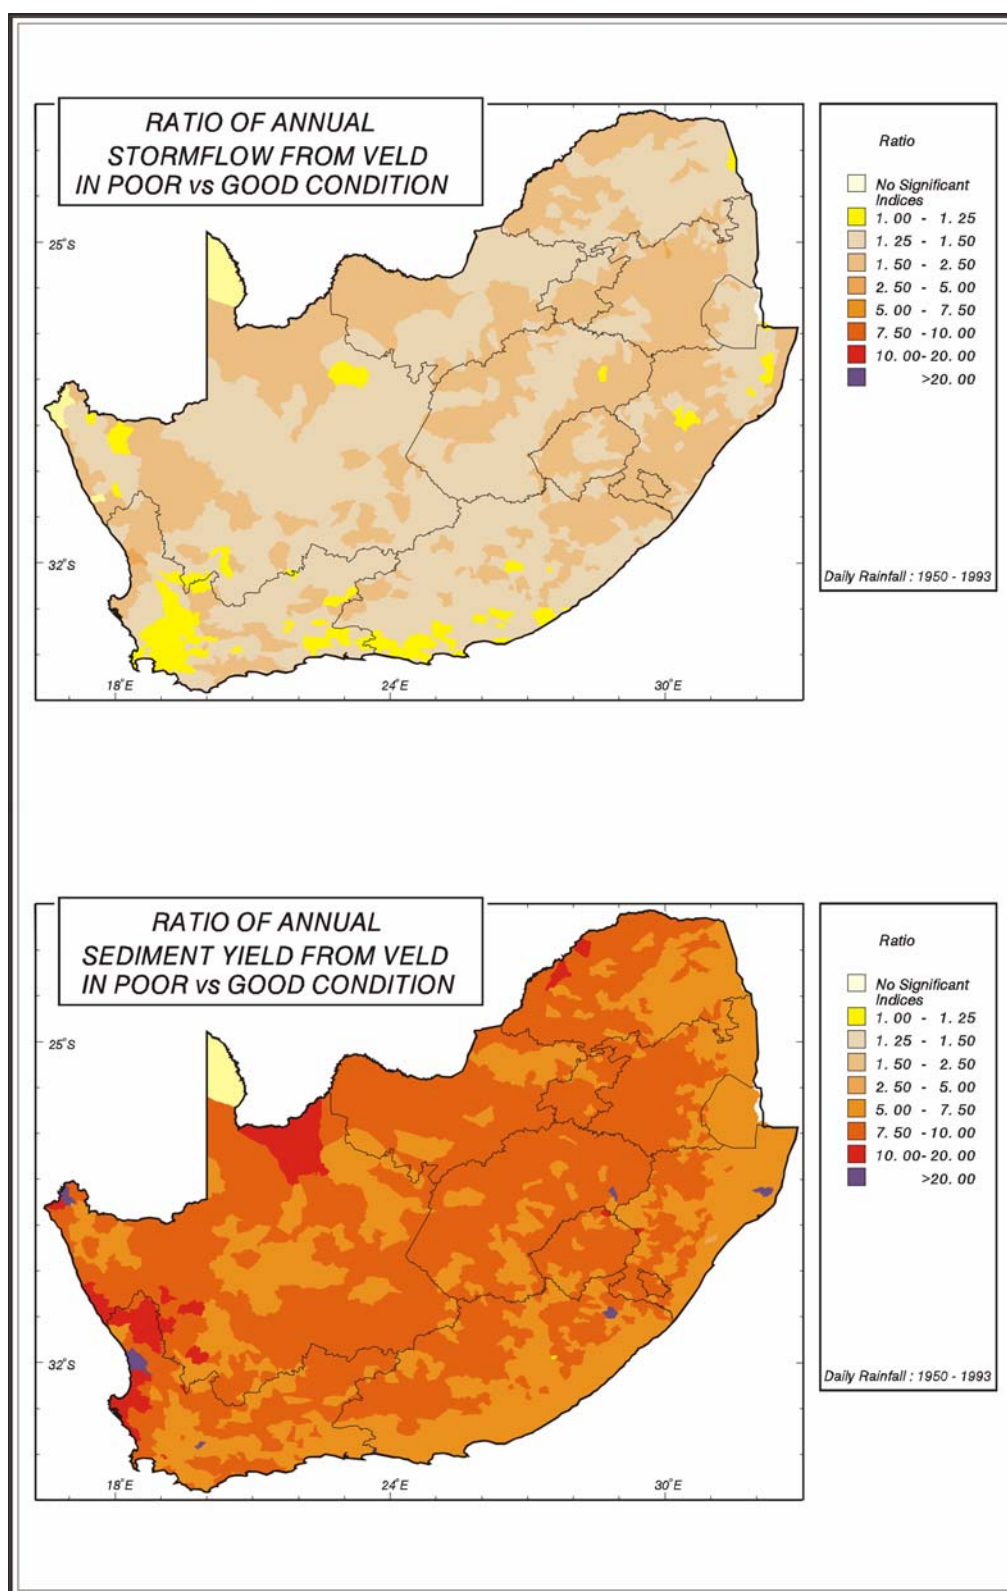 RATIO OF ANNUAL
STORMFLOW FROM VELD
IN POOR vs GOOD CONDITION
Ratio
No Significant
Indices
1.00 - 1.25
1.25 - 1.50
1.50 - 2.50
2.50 - 5.00
5.00 - 7.50
7.50 - 10.00
10.00- 20.00
>20.00
25°S
32°S
Daily Rainfall : 1950 - 1993
18°E
24°E
30°E
RATIO OF ANNUAL
SEDIMENT YIELD FROM VELD
IN POOR vs GOOD CONDITION
Ratio
No Significant
Indices
1.00 - 1.25
1.25 - 1.50
1.50 - 2.50
2.50 - 5.00
5.00 - 7.50
7.50 - 10.00
10.00- 20.00
>20.00
25°S
32°S
Daily Rainfall : 1950 - 1993
18°E
24°E
30°E